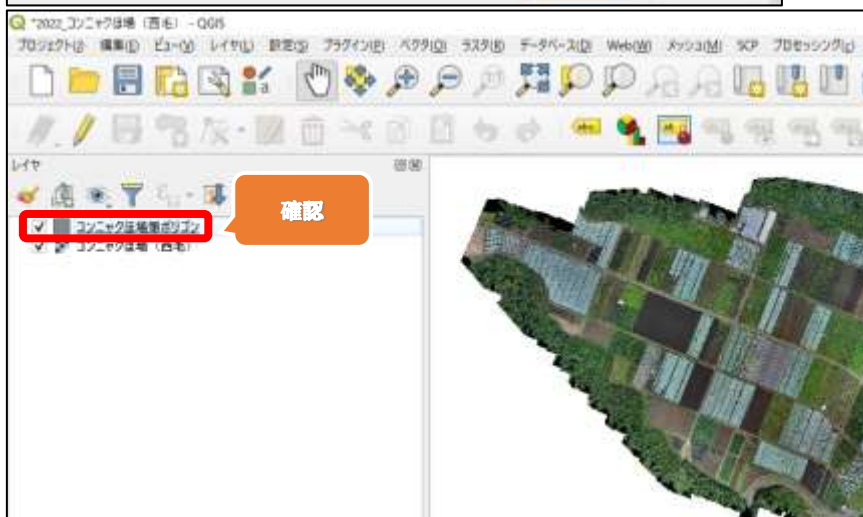 *2022_コンニャクほ場（西毛） - QGIS
プロジェクト(J) 編集(E) ビュー(V) レイヤ(L) 設定(S) プラグイン(P) ベクタ(O) ラスタ(R) データベース(D) Web(W) メッシュ(M) SCP プロセッシング(C)
レイヤ
確認
コンニャクほ場筆ポリゴン
コンニャクほ場（西毛）